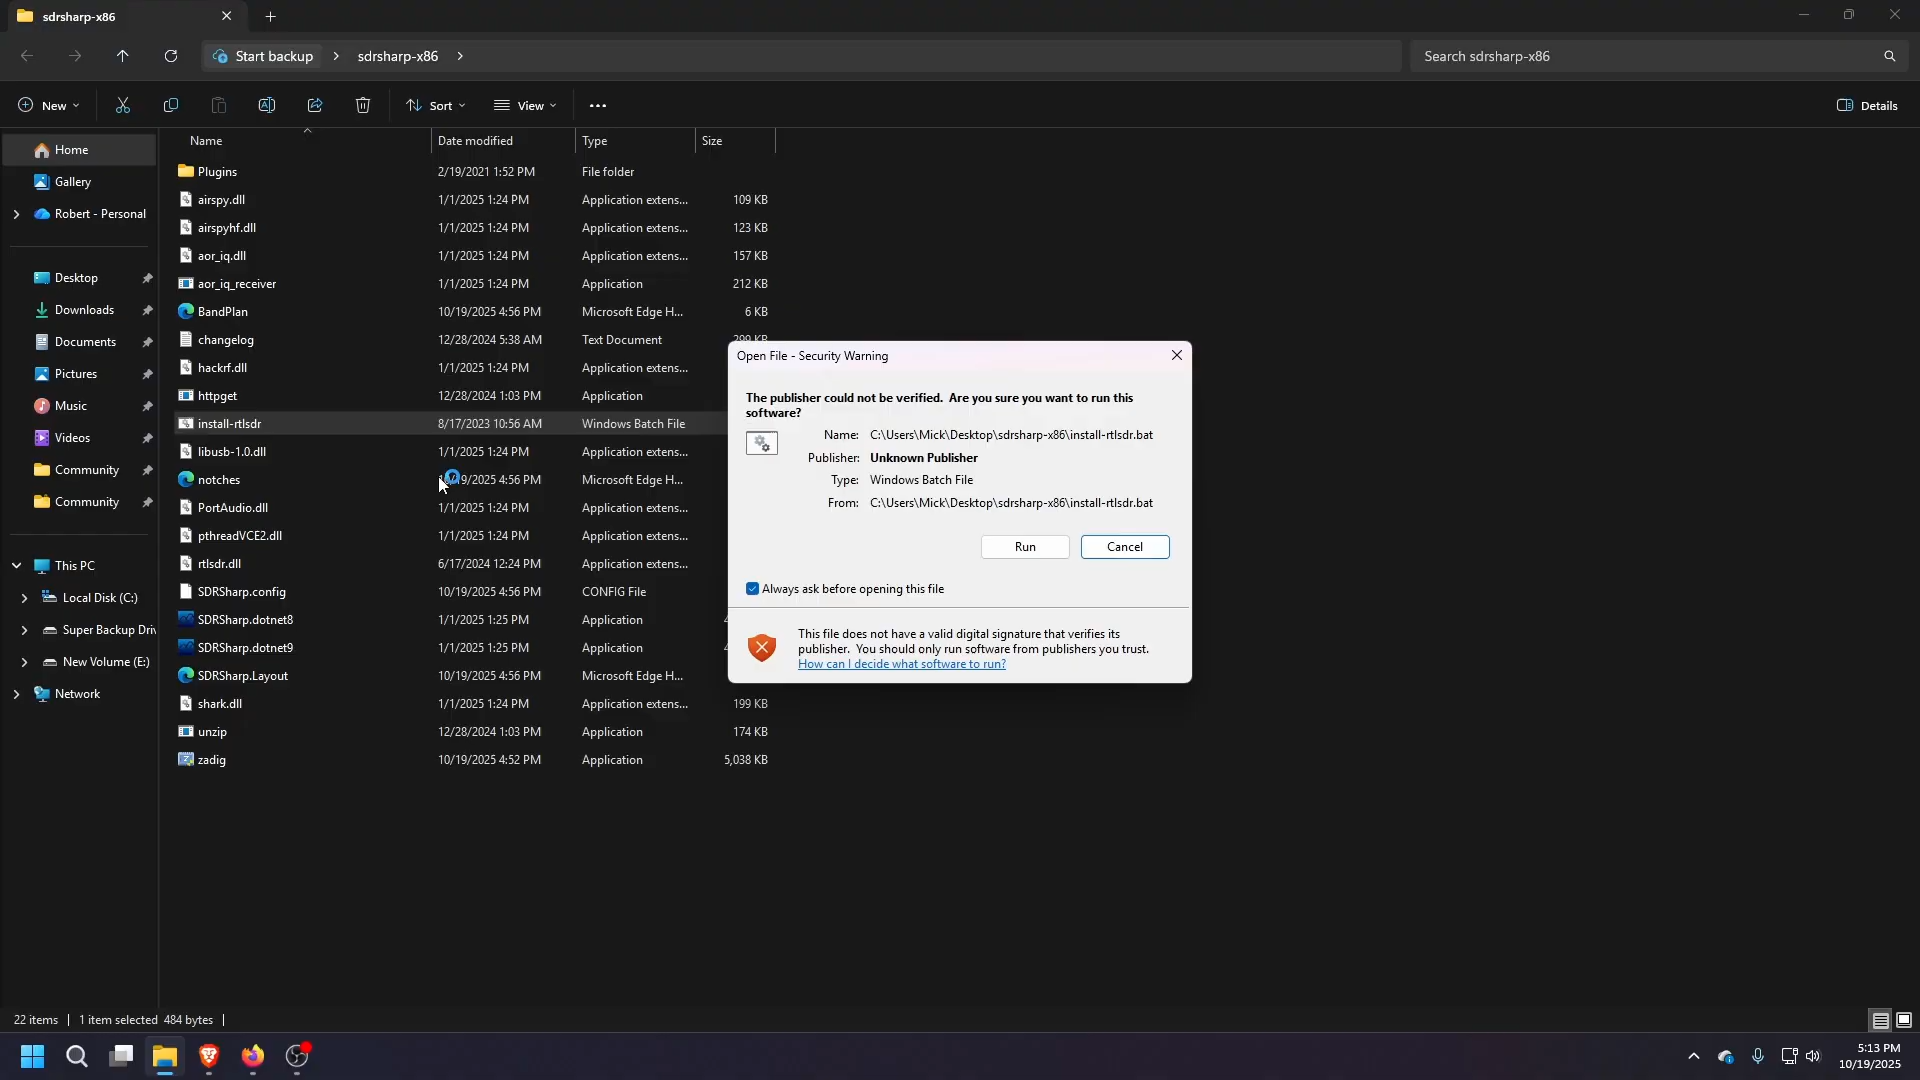 sdrsharp-x86
Start backup
sdrsharp-x86
Search sdrsharp-x86
New
Sort
View
Details
Name
Date modified
Type
Size
Home
Gallery
Robert - Personal
Desktop
Downloads
Documents
Pictures
Music
Videos
Community
Community
This PC
Local Disk (C:)
Super Backup Driv
New Volume (E:)
Network
Plugins 2/19/2021 1:52 PM File folder
airspy.dll 1/1/2025 1:24 PM Application extens... 109 KB
airspyhf.dll 1/1/2025 1:24 PM Application extens... 123 KB
aor_iq.dll 1/1/2025 1:24 PM Application extens... 157 KB
aor_iq_receiver 1/1/2025 1:24 PM Application 212 KB
BandPlan 10/19/2025 4:56 PM Microsoft Edge H... 6 KB
changelog 12/28/2024 5:38 AM Text Document 299 KB
hackrf.dll 1/1/2025 1:24 PM Application extens...
httpget 12/28/2024 1:03 PM Application
install-rtlsdr 8/17/2023 10:56 AM Windows Batch File
libusb-1.0.dll 1/1/2025 1:24 PM Application extens...
notches 9/2025 4:56 PM Microsoft Edge H...
PortAudio.dll 1/1/2025 1:24 PM Application extens...
pthreadVCE2.dll 1/1/2025 1:24 PM Application extens...
rtlsdr.dll 6/17/2024 12:24 PM Application extens...
SDRSharp.config 10/19/2025 4:56 PM CONFIG File
SDRSharp.dotnet8 1/1/2025 1:25 PM Application 4
SDRSharp.dotnet9 1/1/2025 1:25 PM Application 4
SDRSharp.Layout 10/19/2025 4:56 PM Microsoft Edge H...
shark.dll 1/1/2025 1:24 PM Application extens... 199 KB
unzip 12/28/2024 1:03 PM Application 174 KB
zadig 10/19/2025 4:52 PM Application 5,038 KB
Open File - Security Warning
The publisher could not be verified. Are you sure you want to run this
software?
Name: C:\Users\Mick\Desktop\sdrsharp-x86\install-rtlsdr.bat
Publisher: Unknown Publisher
Type: Windows Batch File
From: C:\Users\Mick\Desktop\sdrsharp-x86\install-rtlsdr.bat
Run
Cancel
Always ask before opening this file
This file does not have a valid digital signature that verifies its
publisher. You should only run software from publishers you trust.
How can I decide what software to run?
22 items
1 item selected 484 bytes
5:13 PM
10/19/2025